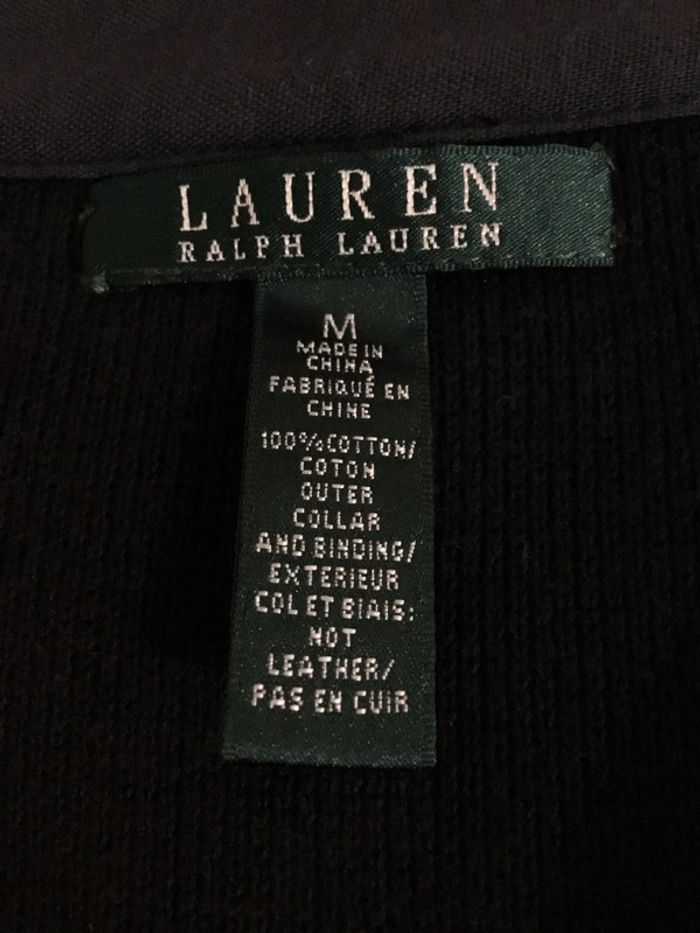 LAUREN
RALPH LAUREN
M
MADE IN
CHINA
FABRIQUÉ EN
CHINE
100% COTTON/
COTON
OUTER
COLLAR
AND BINDING/
EXTERIEUR
COL ET BIAIS:
NOT
LEATHER/
PAS EN CUIR